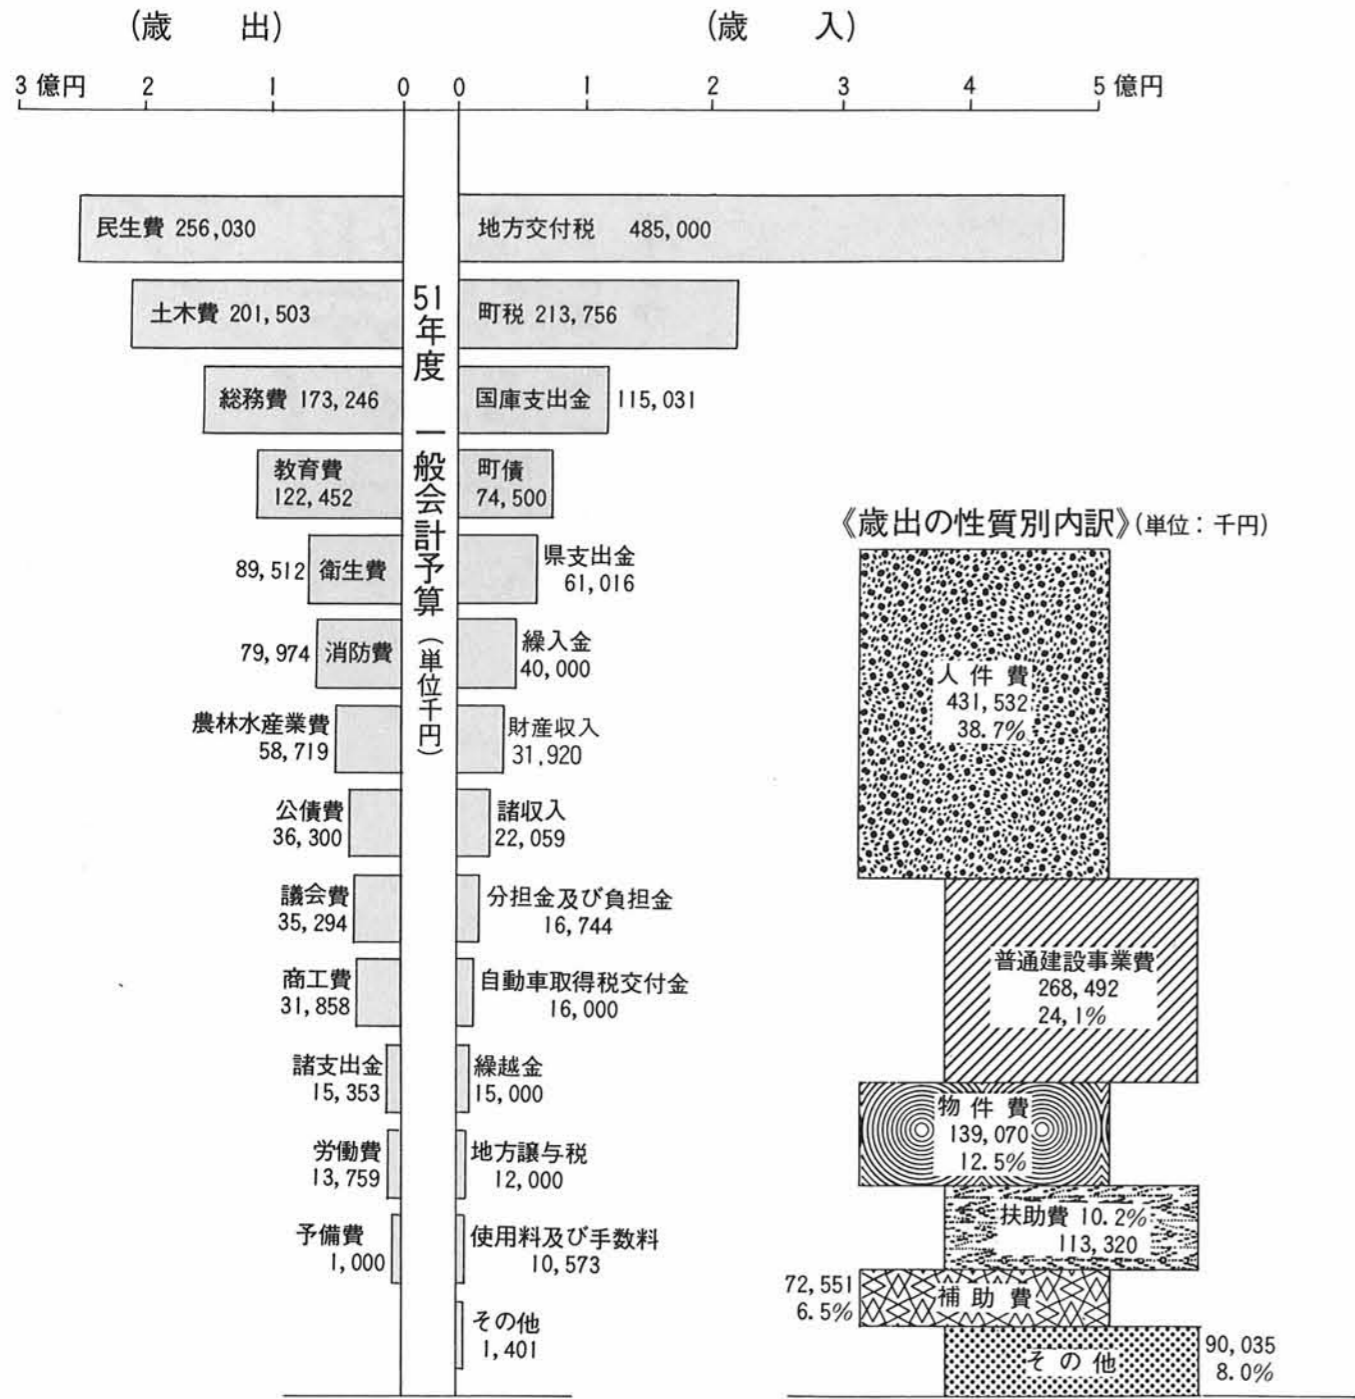 (歳 出)
(歳 入)
3 億円 2 1 0 0 1 2 3 4 5 億円
51年度 一般会計予算(単位千円)
民生費 256,030
土木費 201,503
総務費 173,246
教育費
122,452
89,512 衛生費
79,974 消防費
農林水産業費
58,719
公債費
36,300
議会費
35,294
商工費
31,858
諸支出金
15,353
労働費
13,759
予備費
1,000
地方交付税 485,000
町税 213,756
国庫支出金 115,031
町債
74,500
県支出金
61,016
繰入金
40,000
財産収入
31,920
諸収入
22,059
分担金及び負担金
16,744
自動車取得税交付金
16,000
繰越金
15,000
地方譲与税
12,000
使用料及び手数料
10,573
その他
1,401
《歳出の性質別内訳》(単位：千円)
人件費
431,532
38.7%
普通建設事業費
268,492
24,1%
物件費
139,070
12.5%
扶助費 10.2%
113,320
72,551
6.5%
補助費
その他
90,035
8.0%